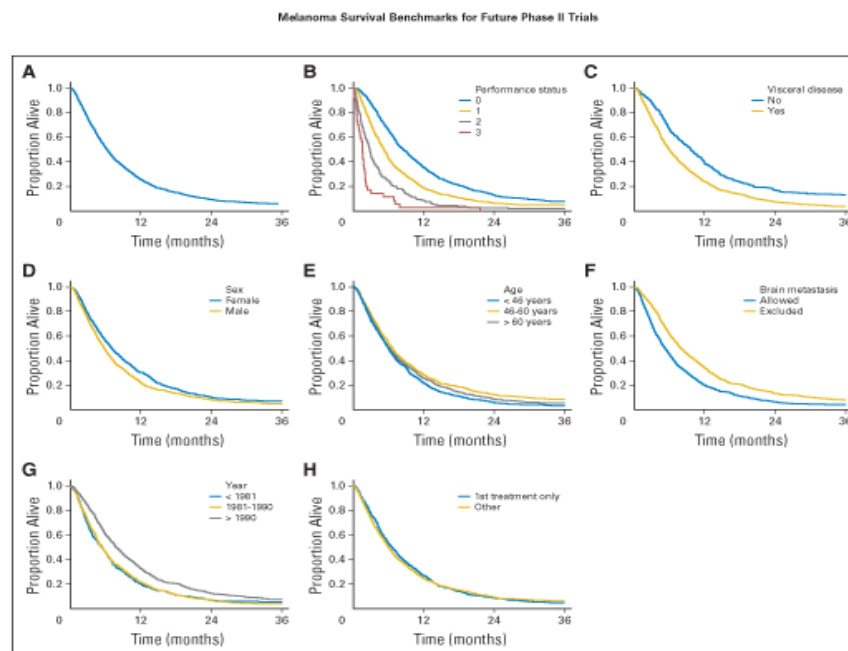 Melanoma Survival Benchmarks for Future Phase II Trials
A
Proportion Alive
1.0
0.8
0.6
0.4
0.2
0
12
24
36
Time (months)
B
Proportion Alive
1.0
0.8
0.6
0.4
0.2
0
12
24
36
Time (months)
Performance status
0
1
2
3
C
Proportion Alive
1.0
0.8
0.6
0.4
0.2
0
12
24
36
Time (months)
Visceral disease
No
Yes
D
Proportion Alive
1.0
0.8
0.6
0.4
0.2
0
12
24
36
Time (months)
Sex
Female
Male
E
Proportion Alive
1.0
0.8
0.6
0.4
0.2
0
12
24
36
Time (months)
Age
< 46 years
46-60 years
> 60 years
F
Proportion Alive
1.0
0.8
0.6
0.4
0.2
0
12
24
36
Time (months)
Brain metastasis
Allowed
Excluded
G
Proportion Alive
1.0
0.8
0.6
0.4
0.2
0
12
24
36
Time (months)
Year
< 1981
1981-1990
> 1990
H
Proportion Alive
1.0
0.8
0.6
0.4
0.2
0
12
24
36
Time (months)
1st treatment only
Other